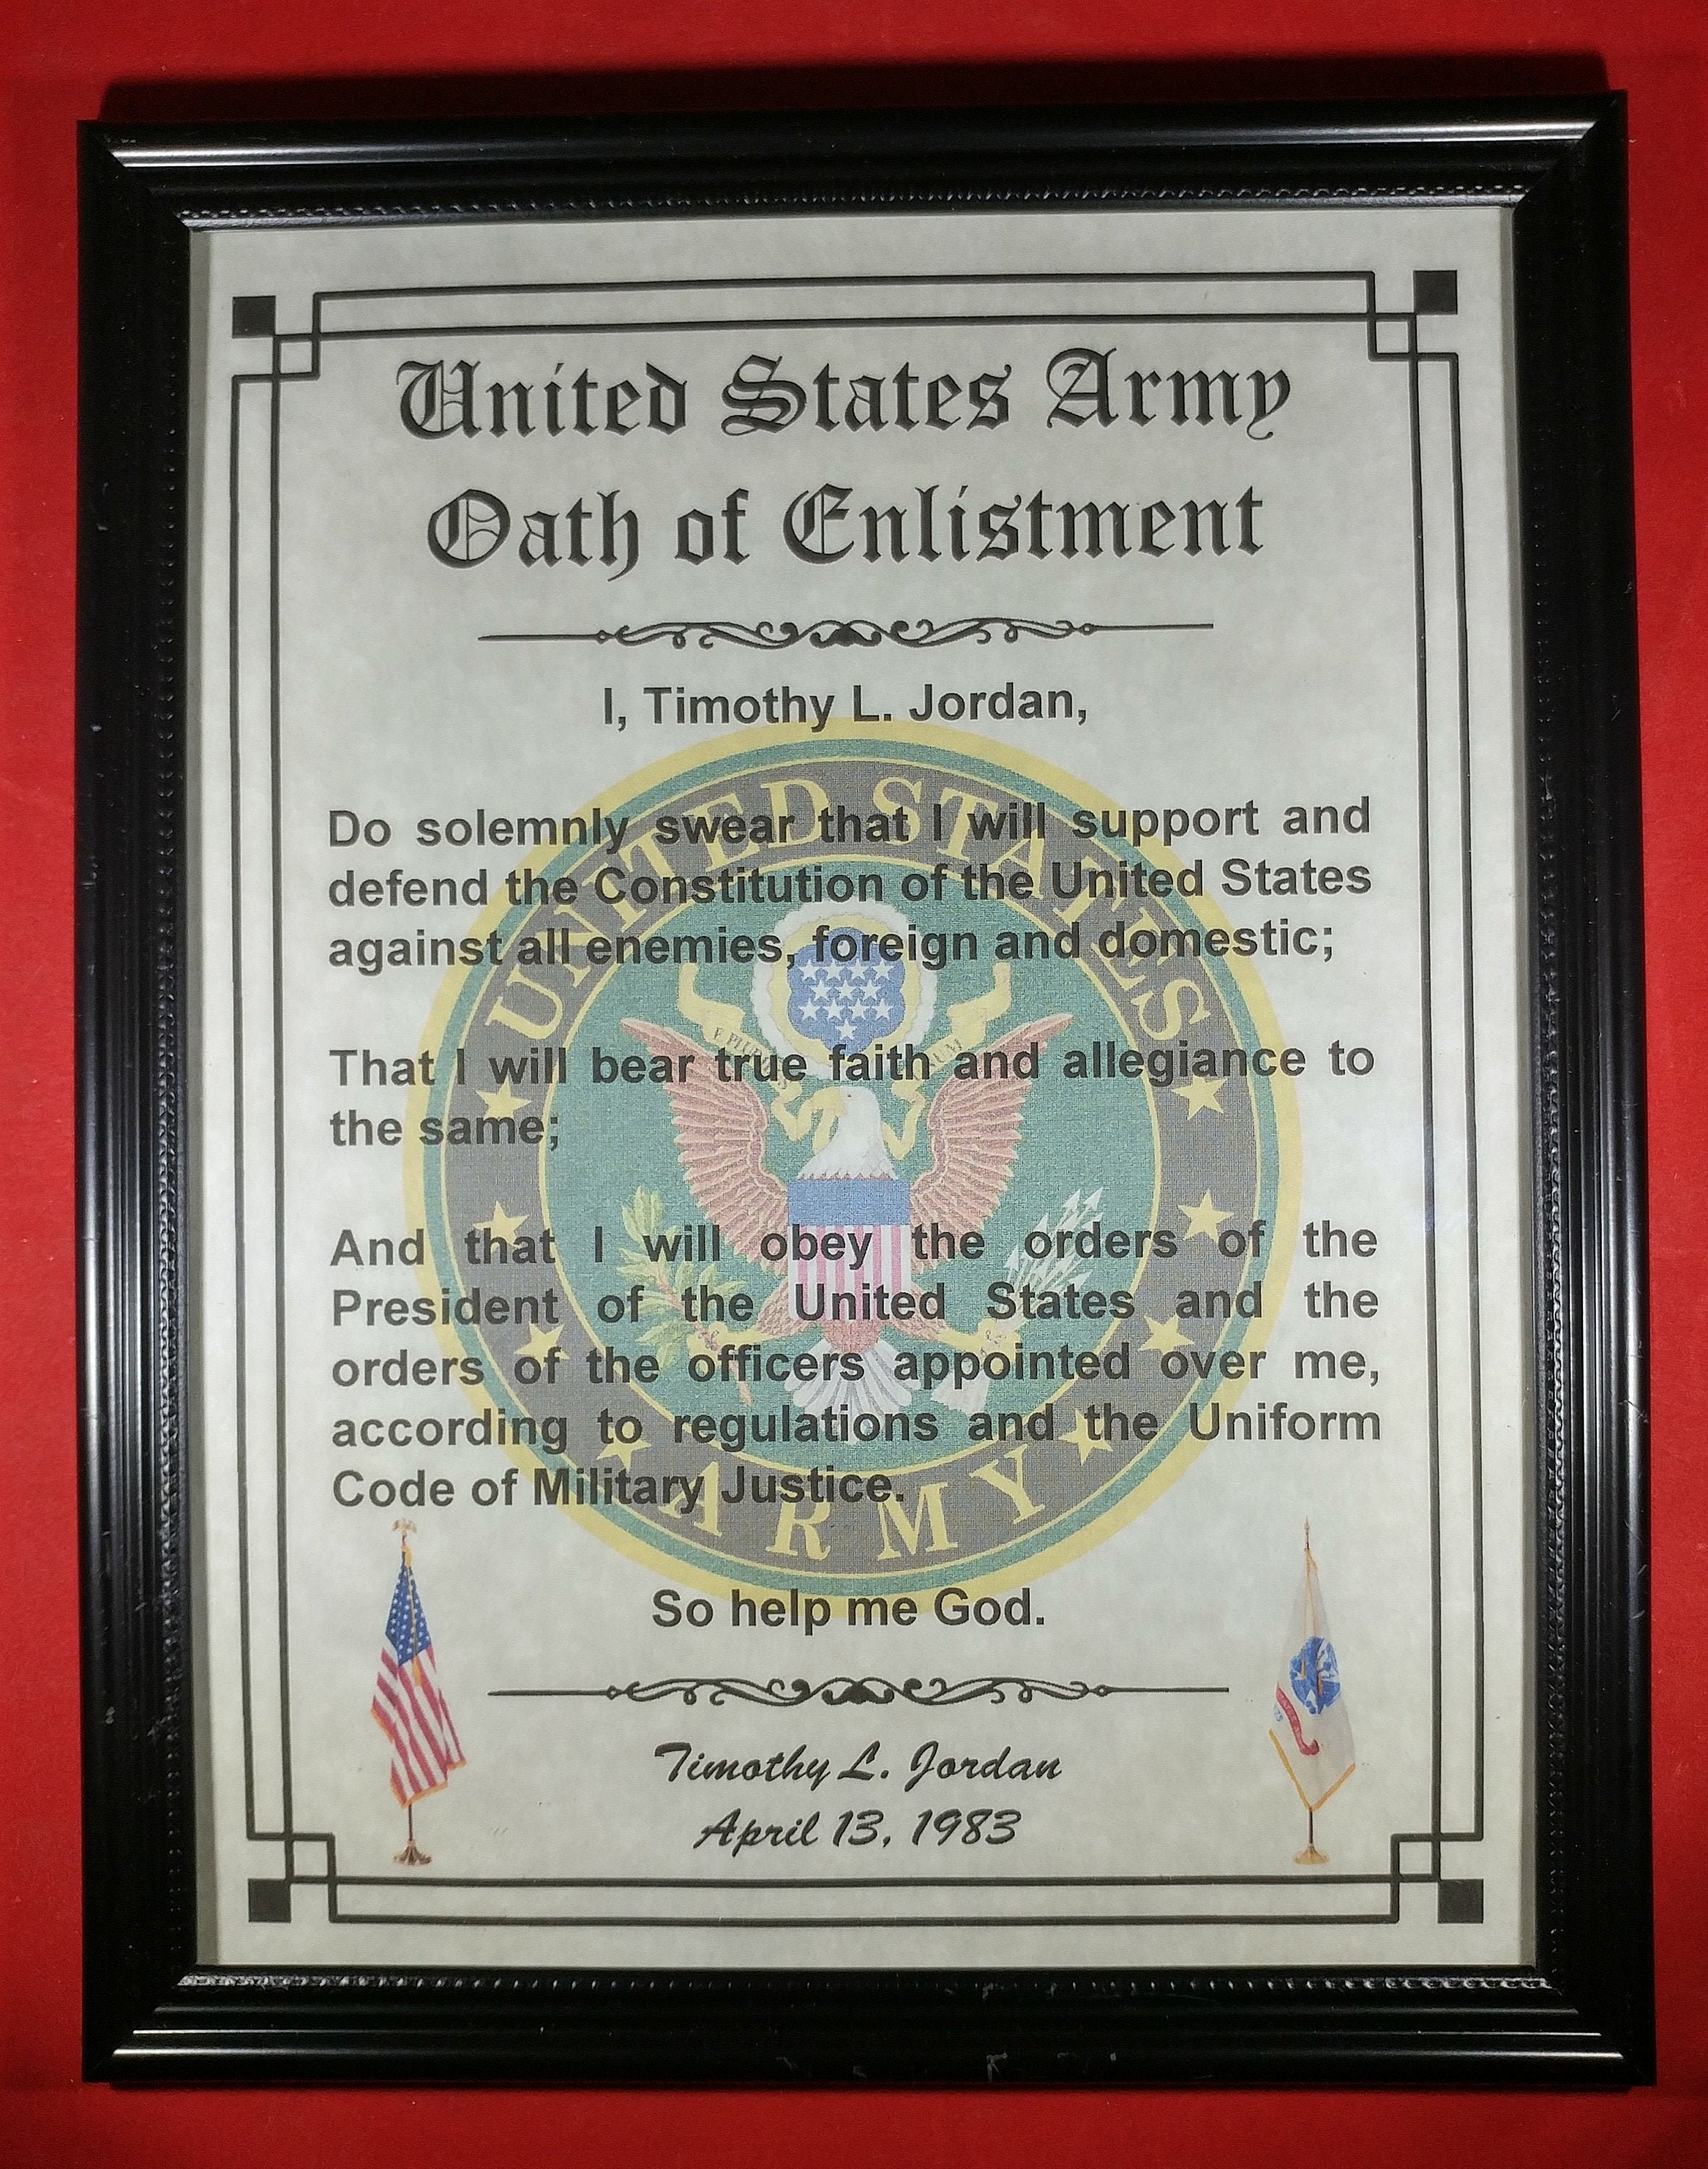 United States Army
Oath of Enlistment
I, Timothy L. Jordan,
Do solemnly swear that I will support and
defend the Constitution of the United States
against all enemies, foreign and domestic;
That I will bear true faith and allegiance to
the same;
And that I will obey the orders of the
President of the United States and the
orders of the officers appointed over me,
according to regulations and the Uniform
Code of Military Justice.
So help me God.
Timothy L. Jordan
April 13, 1983
UNITED STATES
ARMY